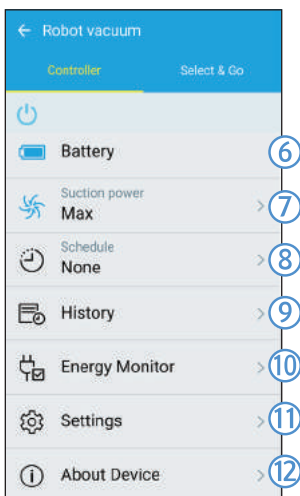 ← Robot vacuum
Controller Select & Go
Battery ⑥
Suction power
Max > ⑦
Schedule
None > ⑧
History > ⑨
Energy Monitor > ⑩
Settings > ⑪
About Device > ⑫